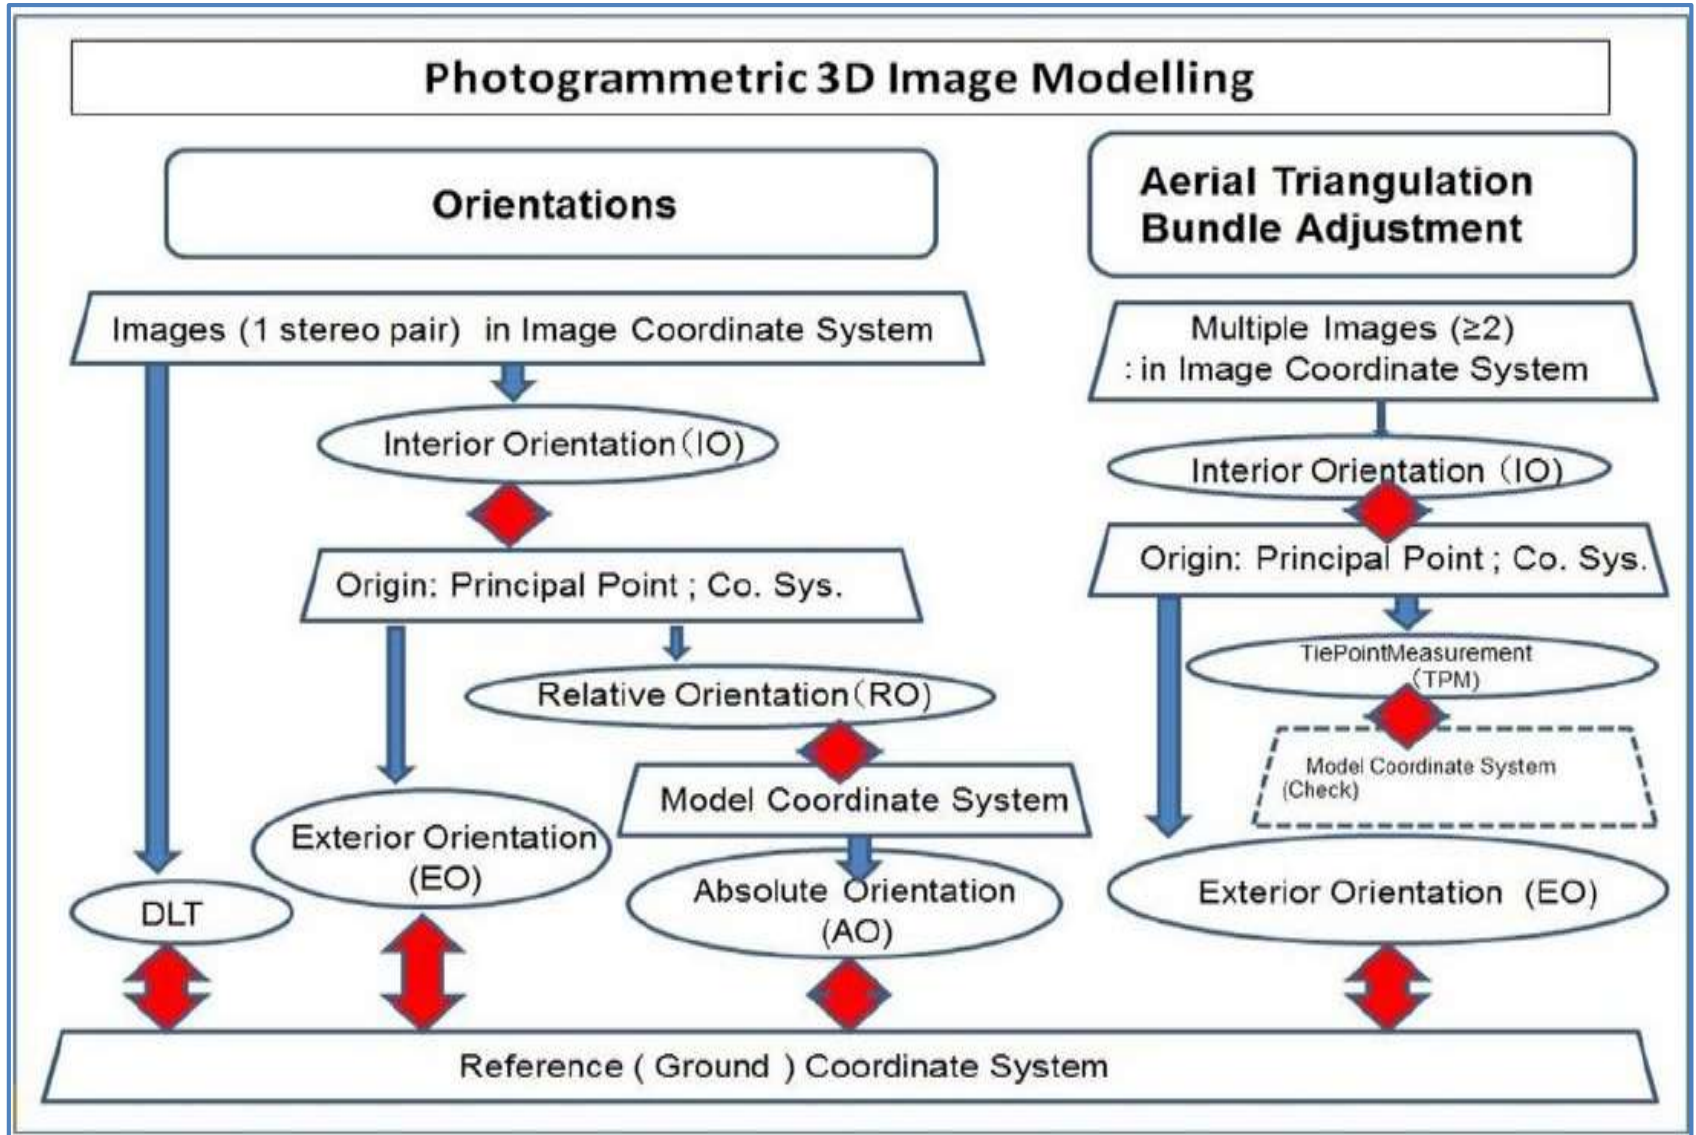 Photogrammetric 3D Image Modelling
Orientations
Images (1 stereo pair) in Image Coordinate System
Interior Orientation(IO)
Origin: Principal Point ; Co. Sys.
Relative Orientation(RO)
Model Coordinate System
Exterior Orientation
(EO)
Absolute Orientation
(AO)
DLT
Aerial Triangulation
Bundle Adjustment
Multiple Images (≥2)
: in Image Coordinate System
Interior Orientation (IO)
Origin: Principal Point ; Co. Sys.
TiePointMeasurement
(TPM)
Model Coordinate System
(Check)
Exterior Orientation (EO)
Reference ( Ground ) Coordinate System